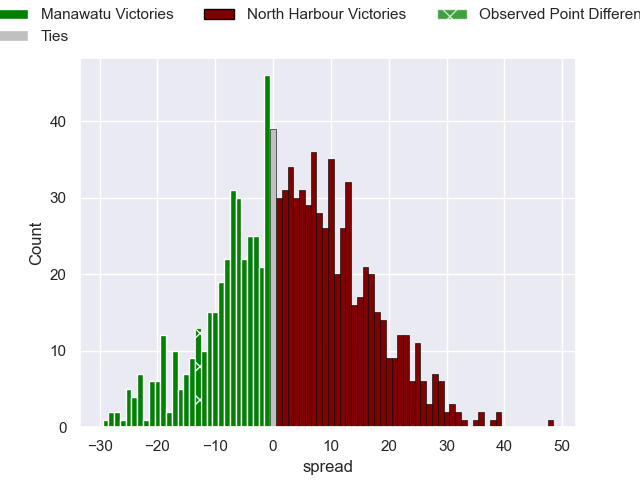 Manawatu Victories North Harbour Victories Observed Point Differen
Ties
40
30
20
10
0
Count
−30 −20 −10 0 10 20 30 40 50
spread